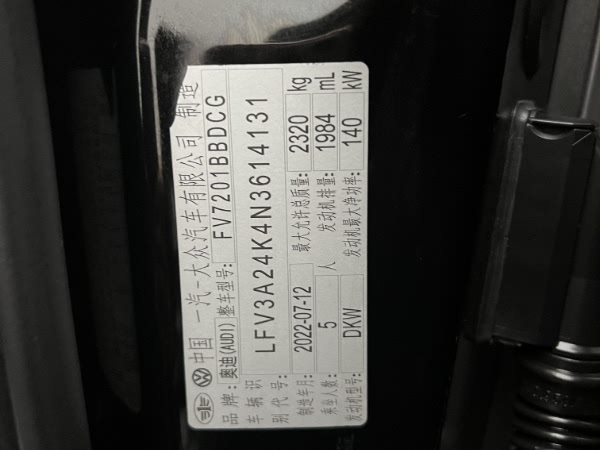 中国 一汽-大众汽车有限公司 制造
品牌: 奥迪(AUDI) 整车型号: FV7201BBDCG
车辆识别代号: LFV3A24K4N3614131
制造年月: 2022-07-12 最大允许总质量: 2320 kg
乘坐人数: 5 人 发动机排量: 1984 mL
发动机型号: DKW 发动机最大净功率: 140 kW